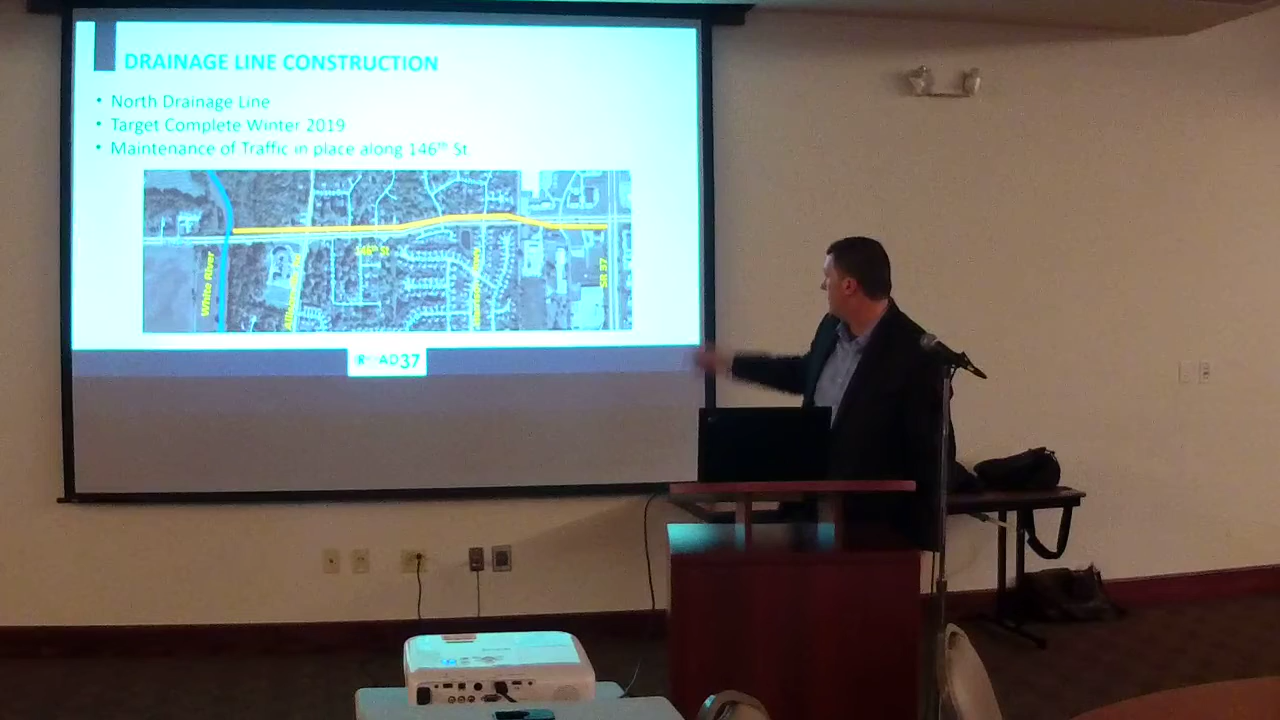 DRAINAGE LINE CONSTRUCTION
• North Drainage Line
• Target Complete Winter 2019
• Maintenance of Traffic in place along 146th St
146th St
White River
SR 37
37